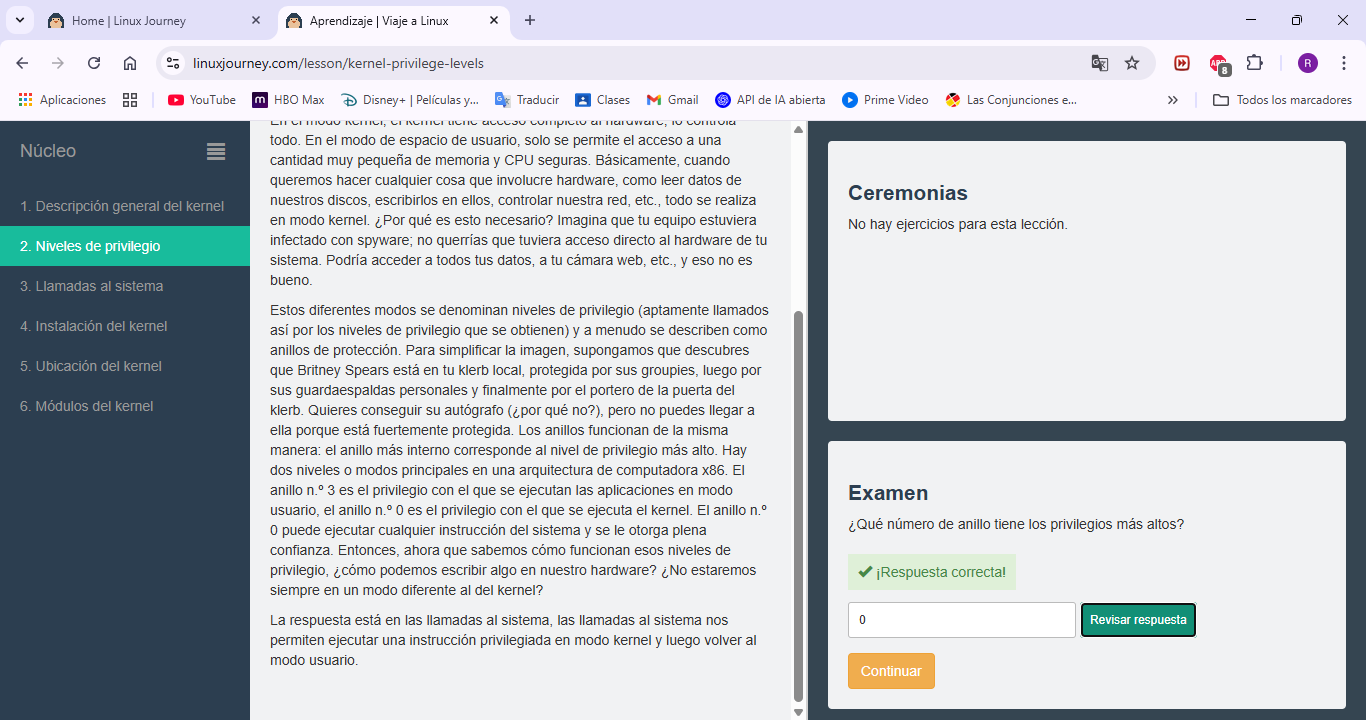 Home | Linux Journey
Aprendizaje | Viaje a Linux
linuxjourney.com/lesson/kernel-privilege-levels
8
R
Aplicaciones
YouTube
HBO Max
Disney+ | Películas y...
Traducir
Clases
Gmail
API de IA abierta
Prime Video
Las Conjunciones e...
Todos los marcadores
Núcleo
1. Descripción general del kernel
2. Niveles de privilegio
3. Llamadas al sistema
4. Instalación del kernel
5. Ubicación del kernel
6. Módulos del kernel
En el modo kernel, el kernel tiene acceso completo al hardware, lo controla
todo. En el modo de espacio de usuario, solo se permite el acceso a una
cantidad muy pequeña de memoria y CPU seguras. Básicamente, cuando
queremos hacer cualquier cosa que involucre hardware, como leer datos de
nuestros discos, escribirlos en ellos, controlar nuestra red, etc., todo se realiza
en modo kernel. ¿Por qué es esto necesario? Imagina que tu equipo estuviera
infectado con spyware; no querrías que tuviera acceso directo al hardware de tu
sistema. Podría acceder a todos tus datos, a tu cámara web, etc., y eso no es
bueno.
Estos diferentes modos se denominan niveles de privilegio (aptamente llamados
así por los niveles de privilegio que se obtienen) y a menudo se describen como
anillos de protección. Para simplificar la imagen, supongamos que descubres
que Britney Spears está en tu klerb local, protegida por sus groupies, luego por
sus guardaespaldas personales y finalmente por el portero de la puerta del
klerb. Quieres conseguir su autógrafo (¿por qué no?), pero no puedes llegar a
ella porque está fuertemente protegida. Los anillos funcionan de la misma
manera: el anillo más interno corresponde al nivel de privilegio más alto. Hay
dos niveles o modos principales en una arquitectura de computadora x86. El
anillo n.º 3 es el privilegio con el que se ejecutan las aplicaciones en modo
usuario, el anillo n.º 0 es el privilegio con el que se ejecuta el kernel. El anillo n.º
0 puede ejecutar cualquier instrucción del sistema y se le otorga plena
confianza. Entonces, ahora que sabemos cómo funcionan esos niveles de
privilegio, ¿cómo podemos escribir algo en nuestro hardware? ¿No estaremos
siempre en un modo diferente al del kernel?
La respuesta está en las llamadas al sistema, las llamadas al sistema nos
permiten ejecutar una instrucción privilegiada en modo kernel y luego volver al
modo usuario.
Ceremonias
No hay ejercicios para esta lección.
Examen
¿Qué número de anillo tiene los privilegios más altos?
¡Respuesta correcta!
0
Revisar respuesta
Continuar